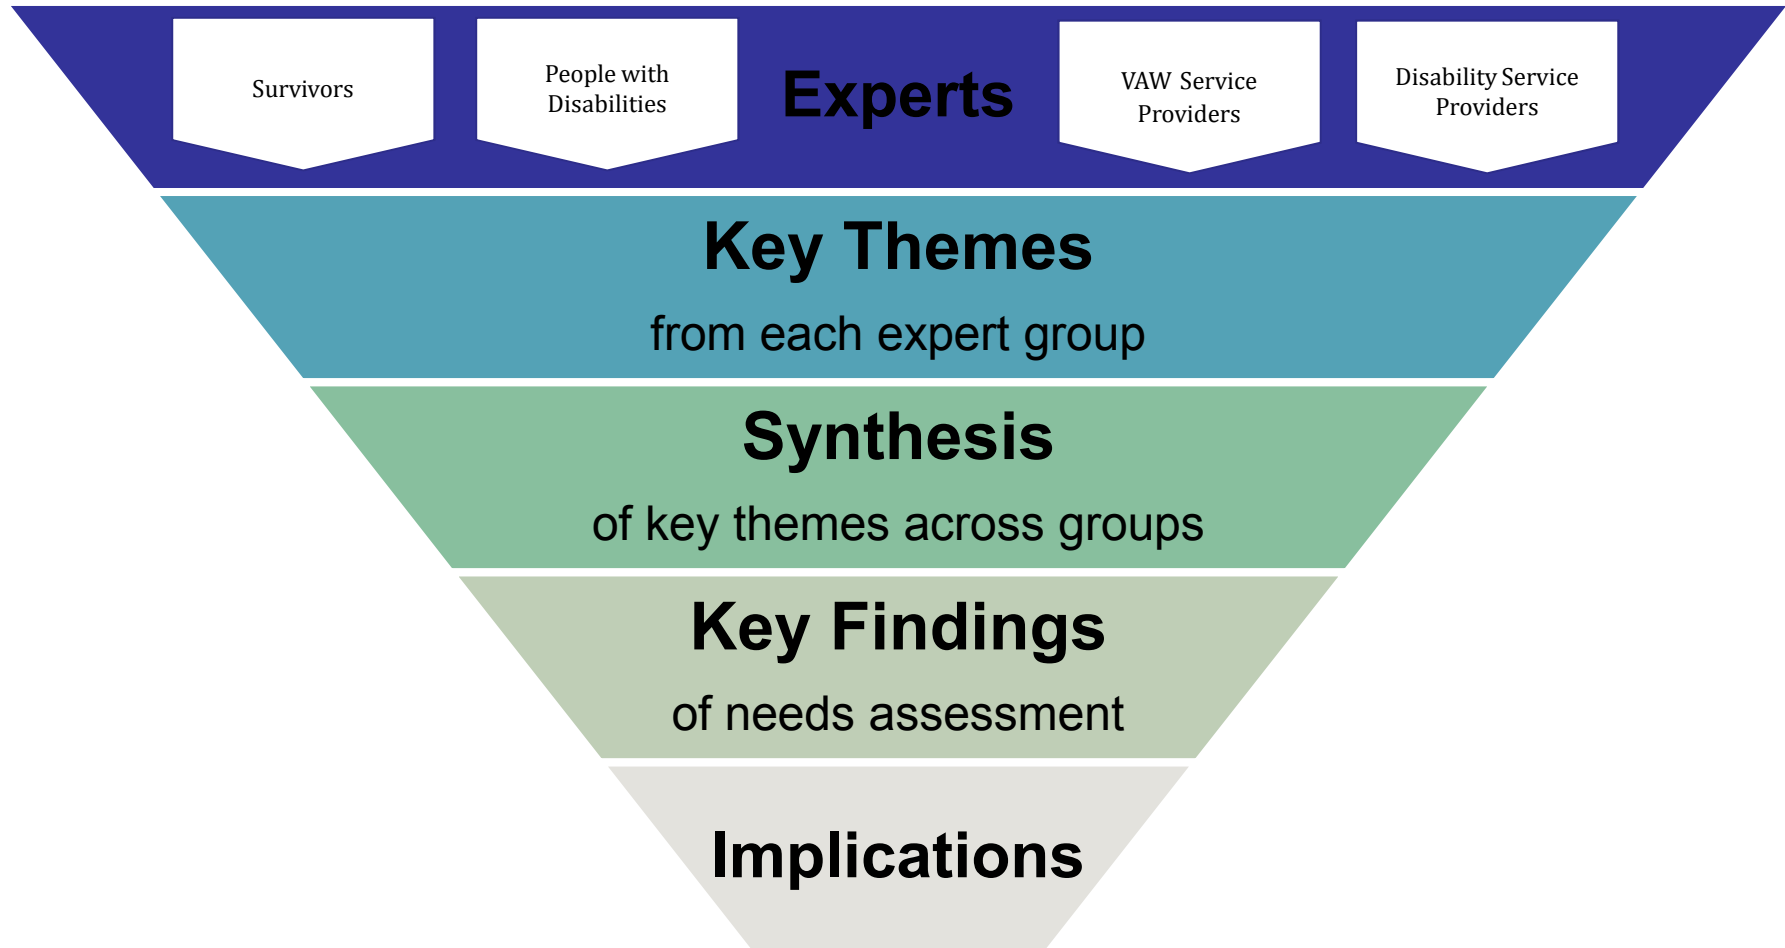 Survivors
People with
Disabilities
Experts
VAW Service
Providers
Disability Service
Providers
Key Themes
from each expert group
Synthesis
of key themes across groups
Key Findings
of needs assessment
Implications